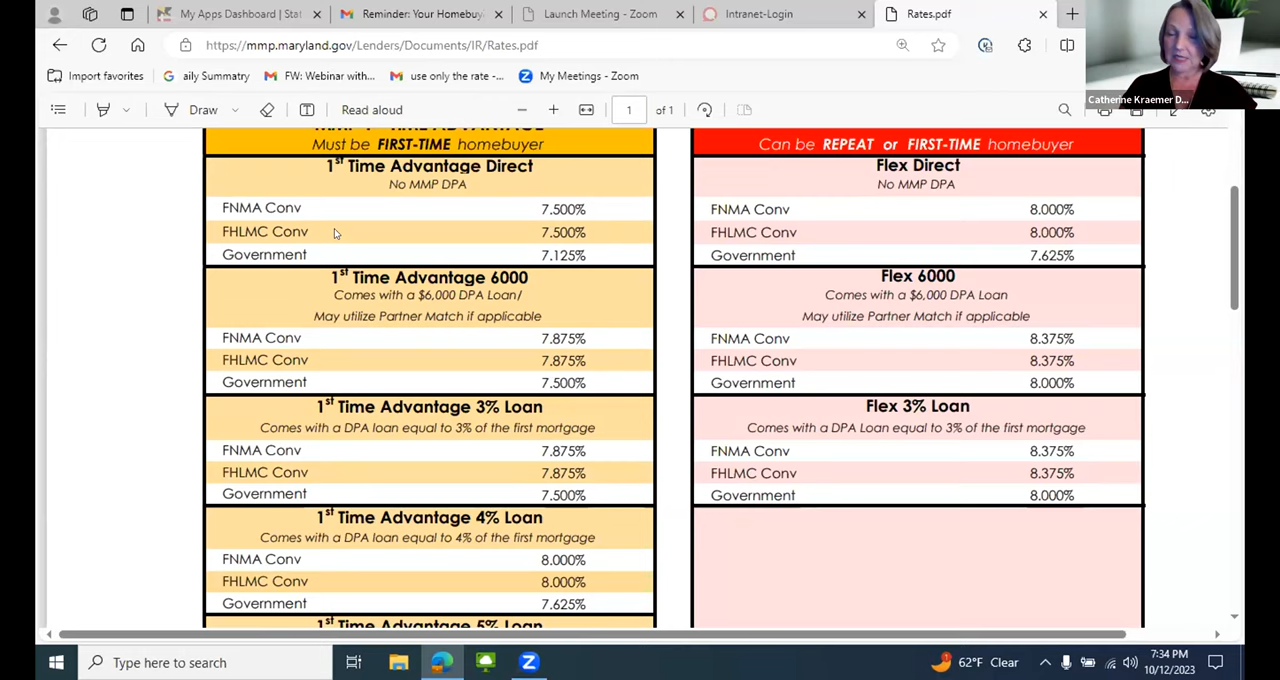 My Apps Dashboard | Stat
Reminder: Your Homebuy
Launch Meeting - Zoom
Intranet-Login
Rates.pdf
https://mmp.maryland.gov/Lenders/Documents/IR/Rates.pdf
Import favorites
aily Summatry
FW: Webinar with...
use only the rate -...
My Meetings - Zoom
Draw
Read aloud
1
of 1
Catherine Kraemer D...
Must be FIRST-TIME homebuyer
1st Time Advantage Direct
No MMP DPA
FNMA Conv 7.500%
FHLMC Conv 7.500%
Government 7.125%
1st Time Advantage 6000
Comes with a $6,000 DPA Loan/
May utilize Partner Match if applicable
FNMA Conv 7.875%
FHLMC Conv 7.875%
Government 7.500%
1st Time Advantage 3% Loan
Comes with a DPA loan equal to 3% of the first mortgage
FNMA Conv 7.875%
FHLMC Conv 7.875%
Government 7.500%
1st Time Advantage 4% Loan
Comes with a DPA loan equal to 4% of the first mortgage
FNMA Conv 8.000%
FHLMC Conv 8.000%
Government 7.625%
1st Time Advantage 5% Loan
Can be REPEAT or FIRST-TIME homebuyer
Flex Direct
No MMP DPA
FNMA Conv 8.000%
FHLMC Conv 8.000%
Government 7.625%
Flex 6000
Comes with a $6,000 DPA Loan
May utilize Partner Match if applicable
FNMA Conv 8.375%
FHLMC Conv 8.375%
Government 8.000%
Flex 3% Loan
Comes with a DPA Loan equal to 3% of the first mortgage
FNMA Conv 8.375%
FHLMC Conv 8.375%
Government 8.000%
Type here to search
62°F Clear
7:34 PM
10/12/2023